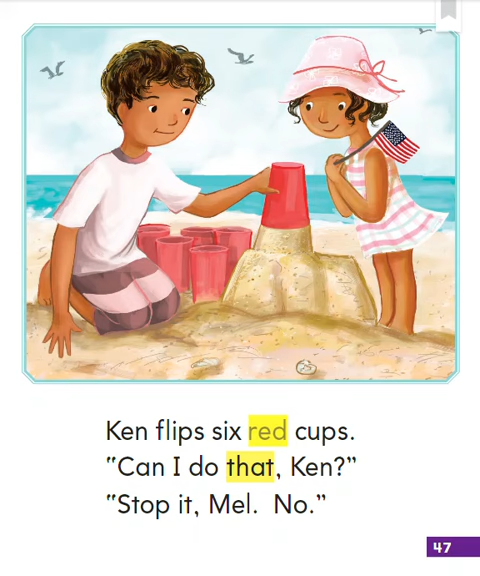 Ken flips six red cups.
"Can I do that, Ken?"
"Stop it, Mel.  No."
47